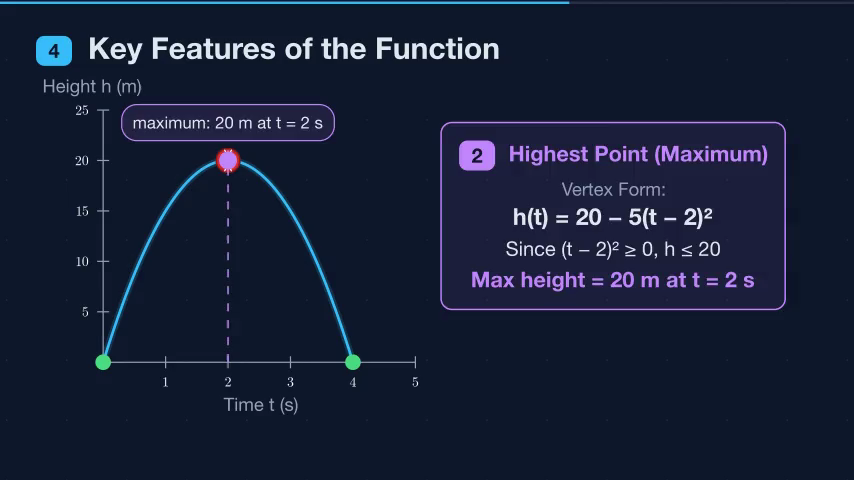 4 Key Features of the Function
Height h (m)
maximum: 20 m at t = 2 s
25
20
15
10
5
1 2 3 4 5
Time t (s)
2 Highest Point (Maximum)
Vertex Form:
h(t) = 20 − 5(t − 2)²
Since (t − 2)² ≥ 0, h ≤ 20
Max height = 20 m at t = 2 s